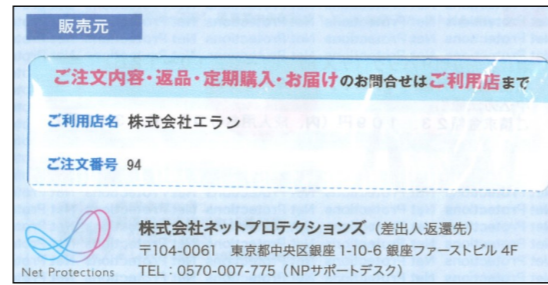 販売元
ご注文内容・返品・定期購入・お届けのお問合せはご利用店まで
ご利用店名 株式会社エラン
ご注文番号 94
株式会社ネットプロテクションズ（差出人返還先）
〒104-0061 東京都中央区銀座 1-10-6 銀座ファーストビル 4F
Net Protections TEL：0570-007-775（NPサポートデスク）